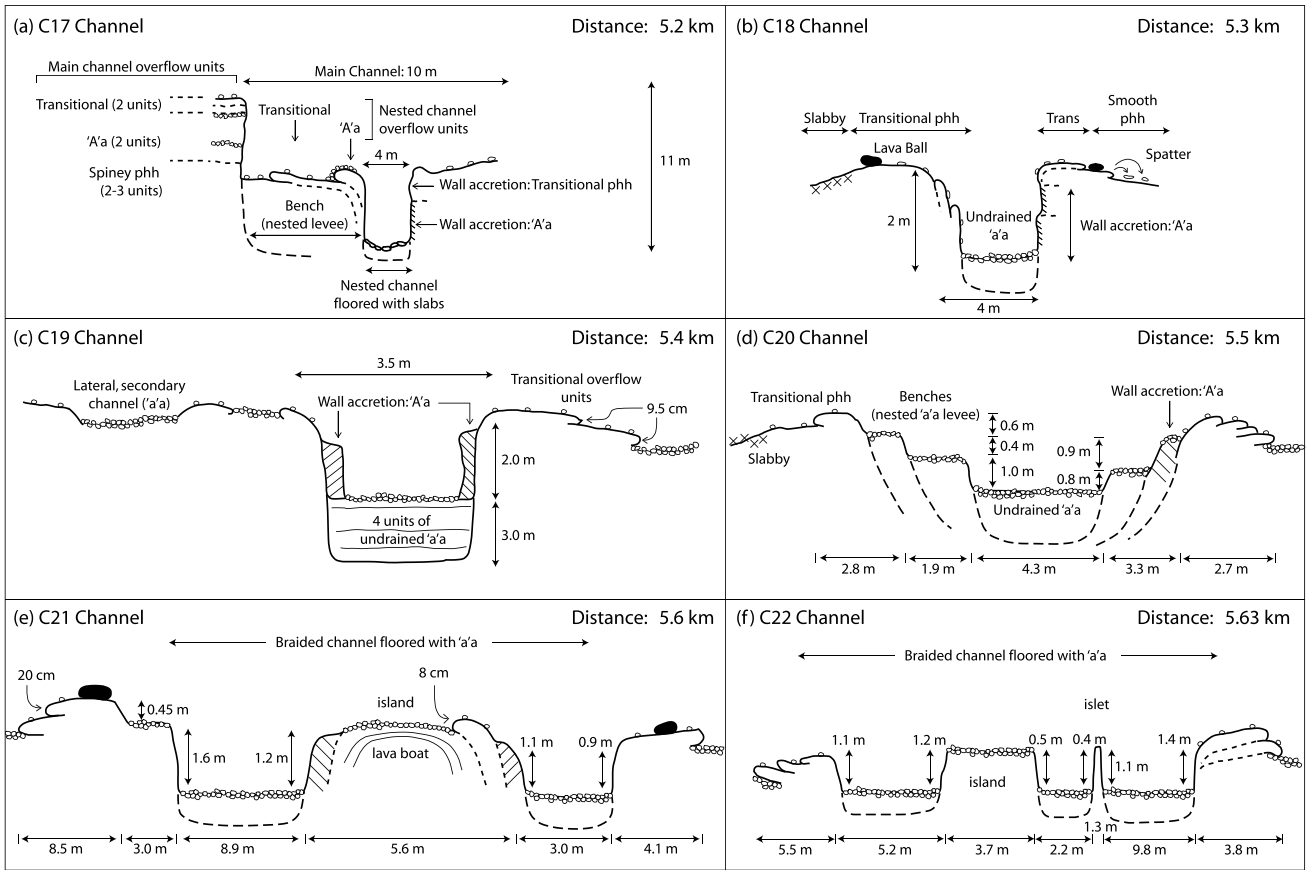 (a) C17 Channel
Distance: 5.2 km
Main channel overflow units
Main Channel: 10 m
Transitional (2 units)
Transitional
‘A’a
Nested channel
overflow units
‘A’a (2 units)
4 m
11 m
Spiney phh
(2-3 units)
Wall accretion: Transitional phh
Bench
(nested levee)
Wall accretion: ‘A’a
Nested channel
floored with slabs
(b) C18 Channel
Distance: 5.3 km
Smooth
phh
Slabby
Transitional phh
Trans
Lava Ball
Spatter
2 m
Undrained
‘a’a
Wall accretion: ‘A’a
4 m
(c) C19 Channel
Distance: 5.4 km
3.5 m
Lateral, secondary
channel (‘a’a)
Wall accretion: ‘A’a
Transitional overflow
units
9.5 cm
2.0 m
4 units of
undrained ‘a’a
3.0 m
(d) C20 Channel
Distance: 5.5 km
Transitional phh
Benches
(nested ‘a’a levee)
Wall accretion: ‘A’a
0.6 m
0.4 m
0.9 m
1.0 m
0.8 m
Slabby
Undrained ‘a’a
2.8 m
1.9 m
4.3 m
3.3 m
2.7 m
(e) C21 Channel
Distance: 5.6 km
Braided channel floored with ‘a’a
20 cm
8 cm
0.45 m
island
lava boat
1.6 m
1.2 m
1.1 m
0.9 m
8.5 m
3.0 m
8.9 m
5.6 m
3.0 m
4.1 m
(f) C22 Channel
Distance: 5.63 km
Braided channel floored with ‘a’a
islet
1.1 m
1.2 m
0.5 m
0.4 m
1.4 m
1.1 m
island
1.3 m
5.5 m
5.2 m
3.7 m
2.2 m
9.8 m
3.8 m